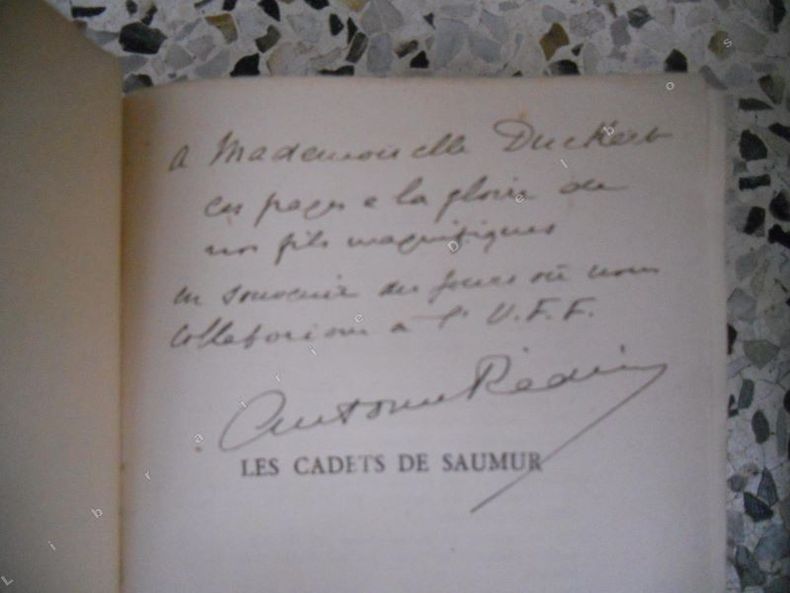 A Mademoiselle Duckert
ces pages à la gloire de
nos fils magnifiques
en souvenir des jours où nous
collaborions à l'U.F.F.
Antoine Rédier
LES CADETS DE SAUMUR